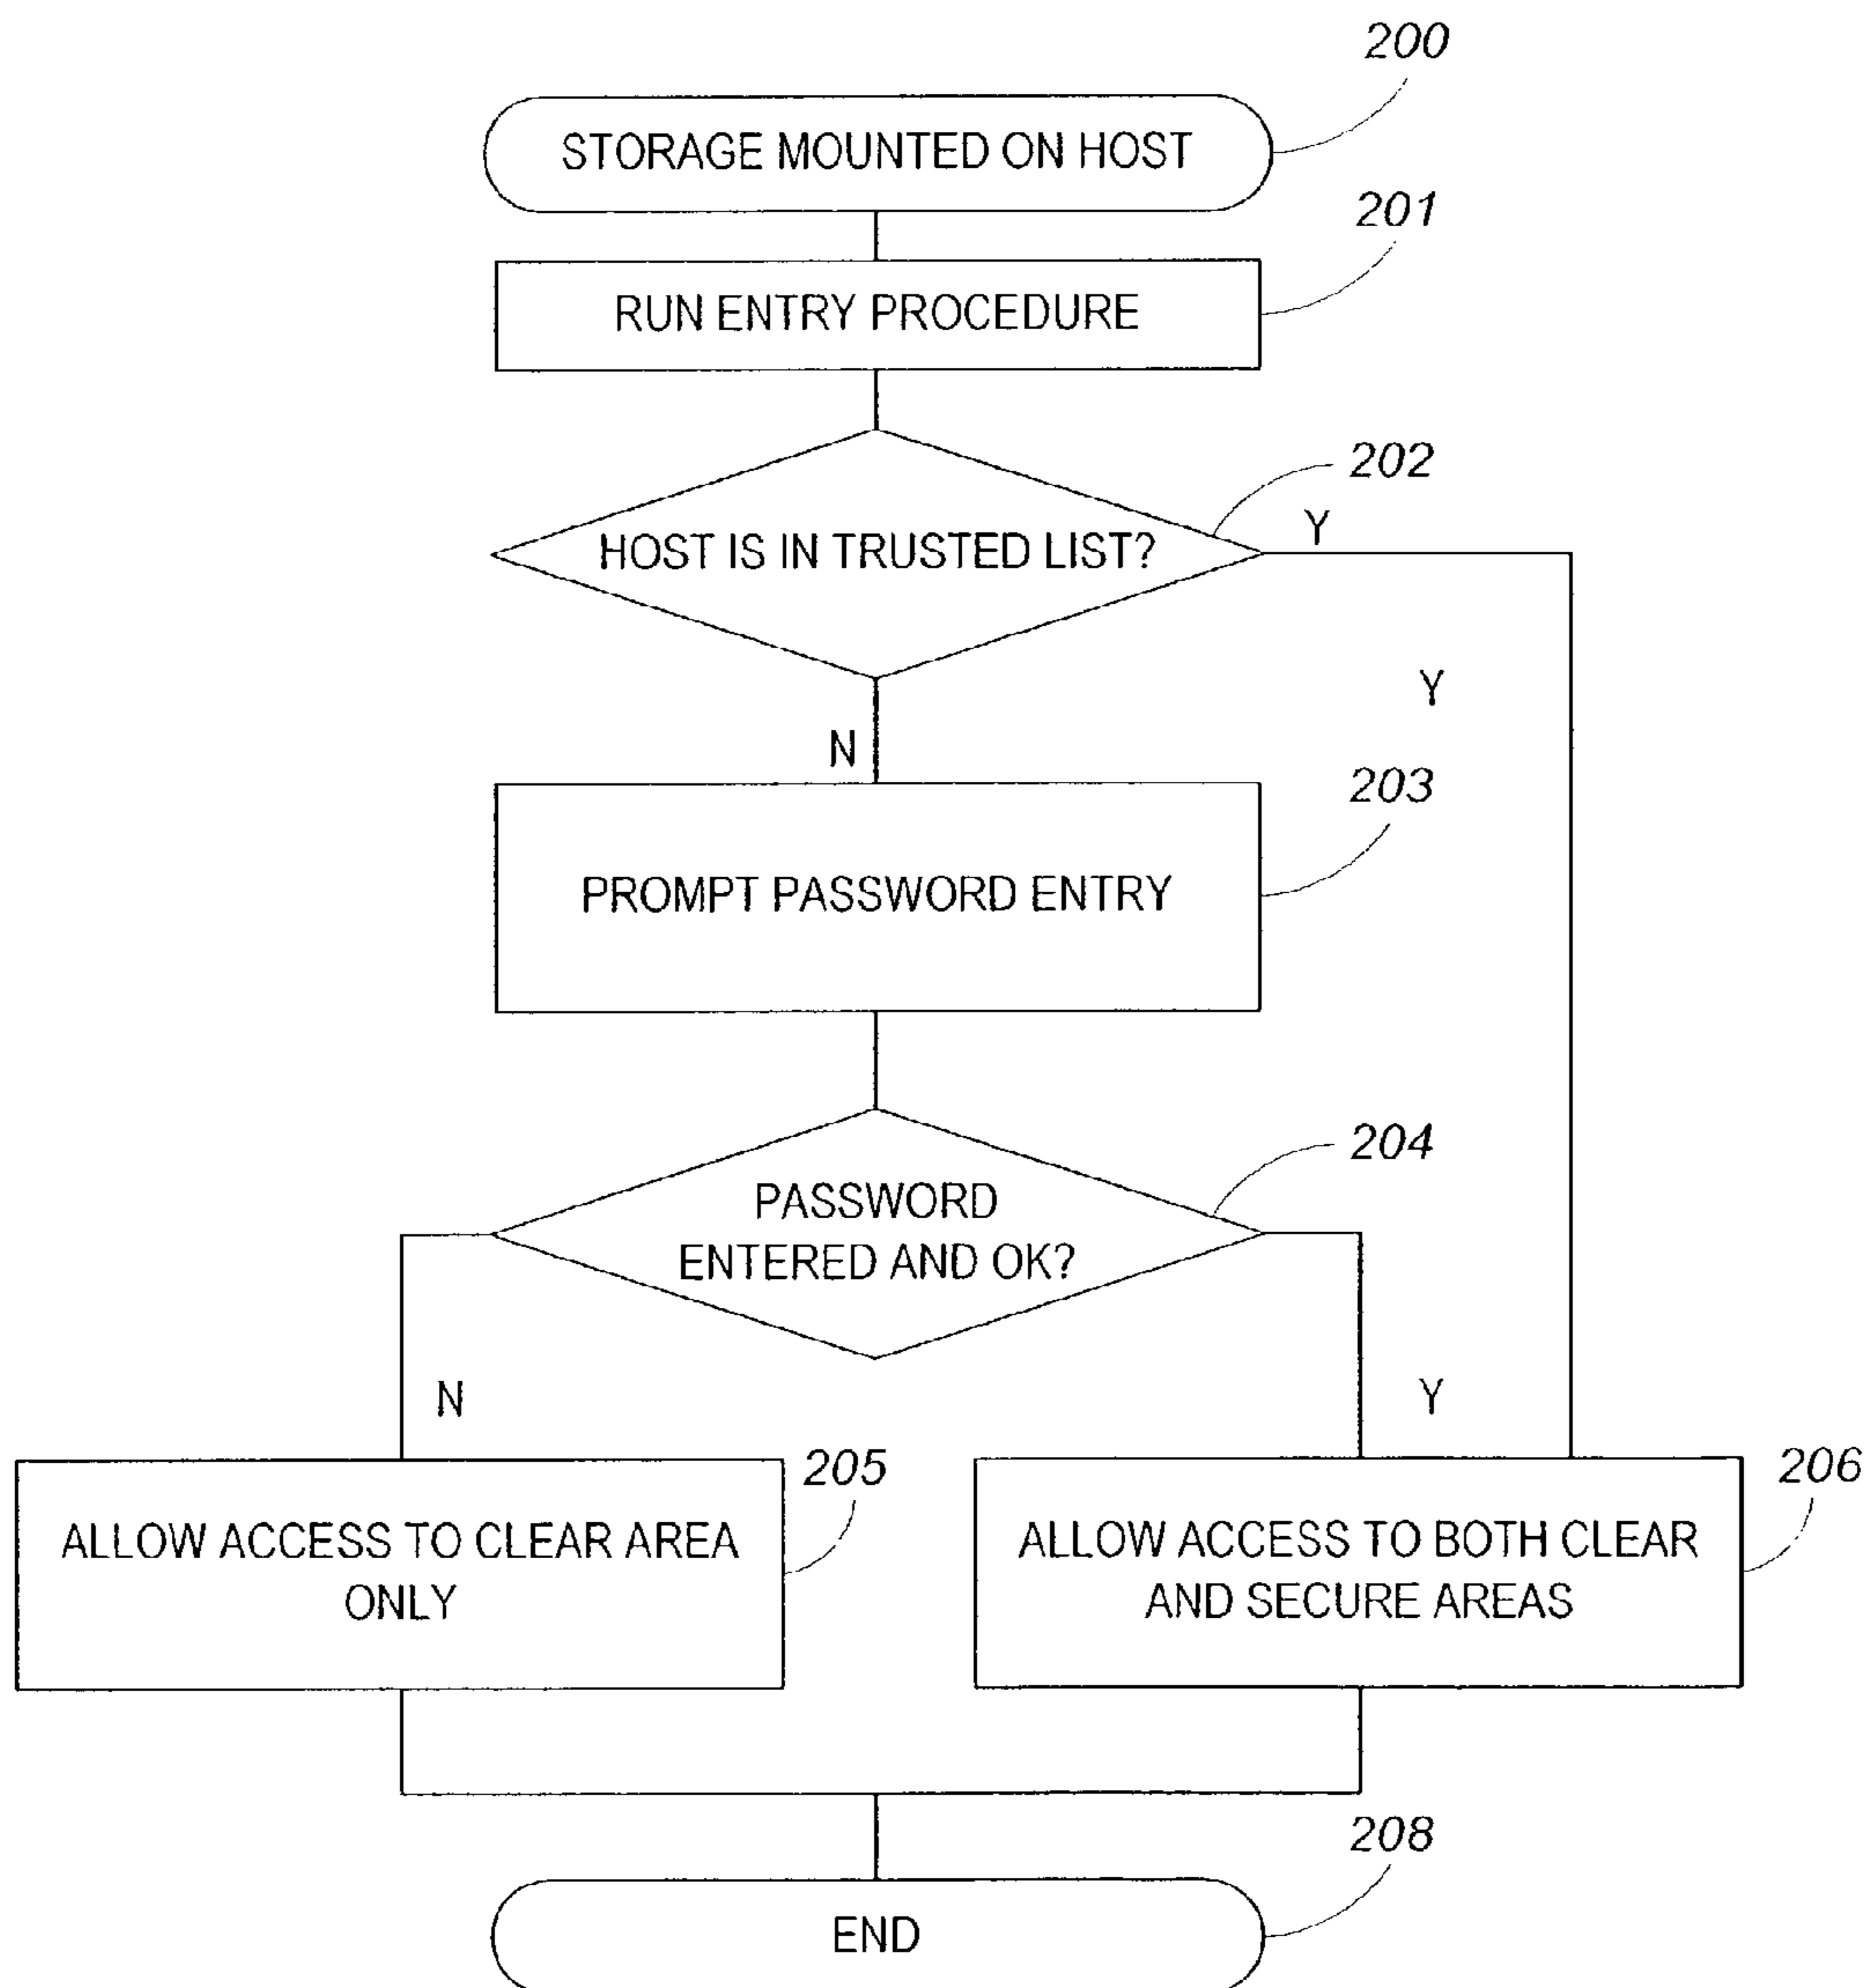 200
STORAGE MOUNTED ON HOST
201
RUN ENTRY PROCEDURE
202
Y
HOST IS IN TRUSTED LIST?
Y
N
203
PROMPT PASSWORD ENTRY
204
PASSWORD
ENTERED AND OK?
N
Y
205
206
ALLOW ACCESS TO CLEAR AREA
ONLY
ALLOW ACCESS TO BOTH CLEAR
AND SECURE AREAS
208
END